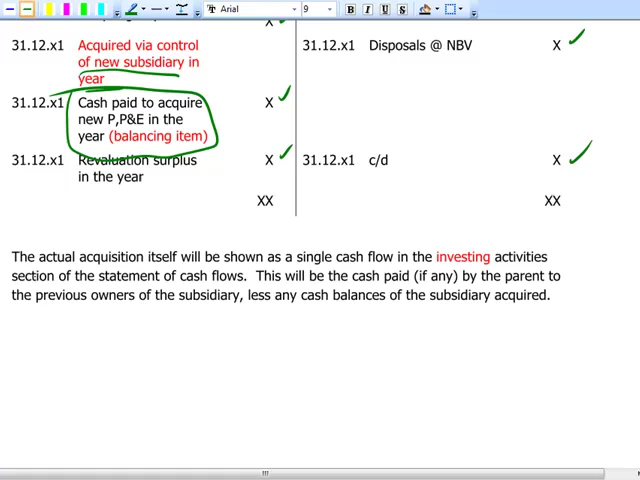 Arial 9 B I U S
X
31.12.x1 Acquired via control X 31.12.x1 Disposals @ NBV X
of new subsidiary in
year
31.12.x1 Cash paid to acquire X
new P,P&E in the
year (balancing item)
31.12.x1 Revaluation surplus X 31.12.x1 c/d X
in the year
XX XX
The actual acquisition itself will be shown as a single cash flow in the investing activities
section of the statement of cash flows. This will be the cash paid (if any) by the parent to
the previous owners of the subsidiary, less any cash balances of the subsidiary acquired.